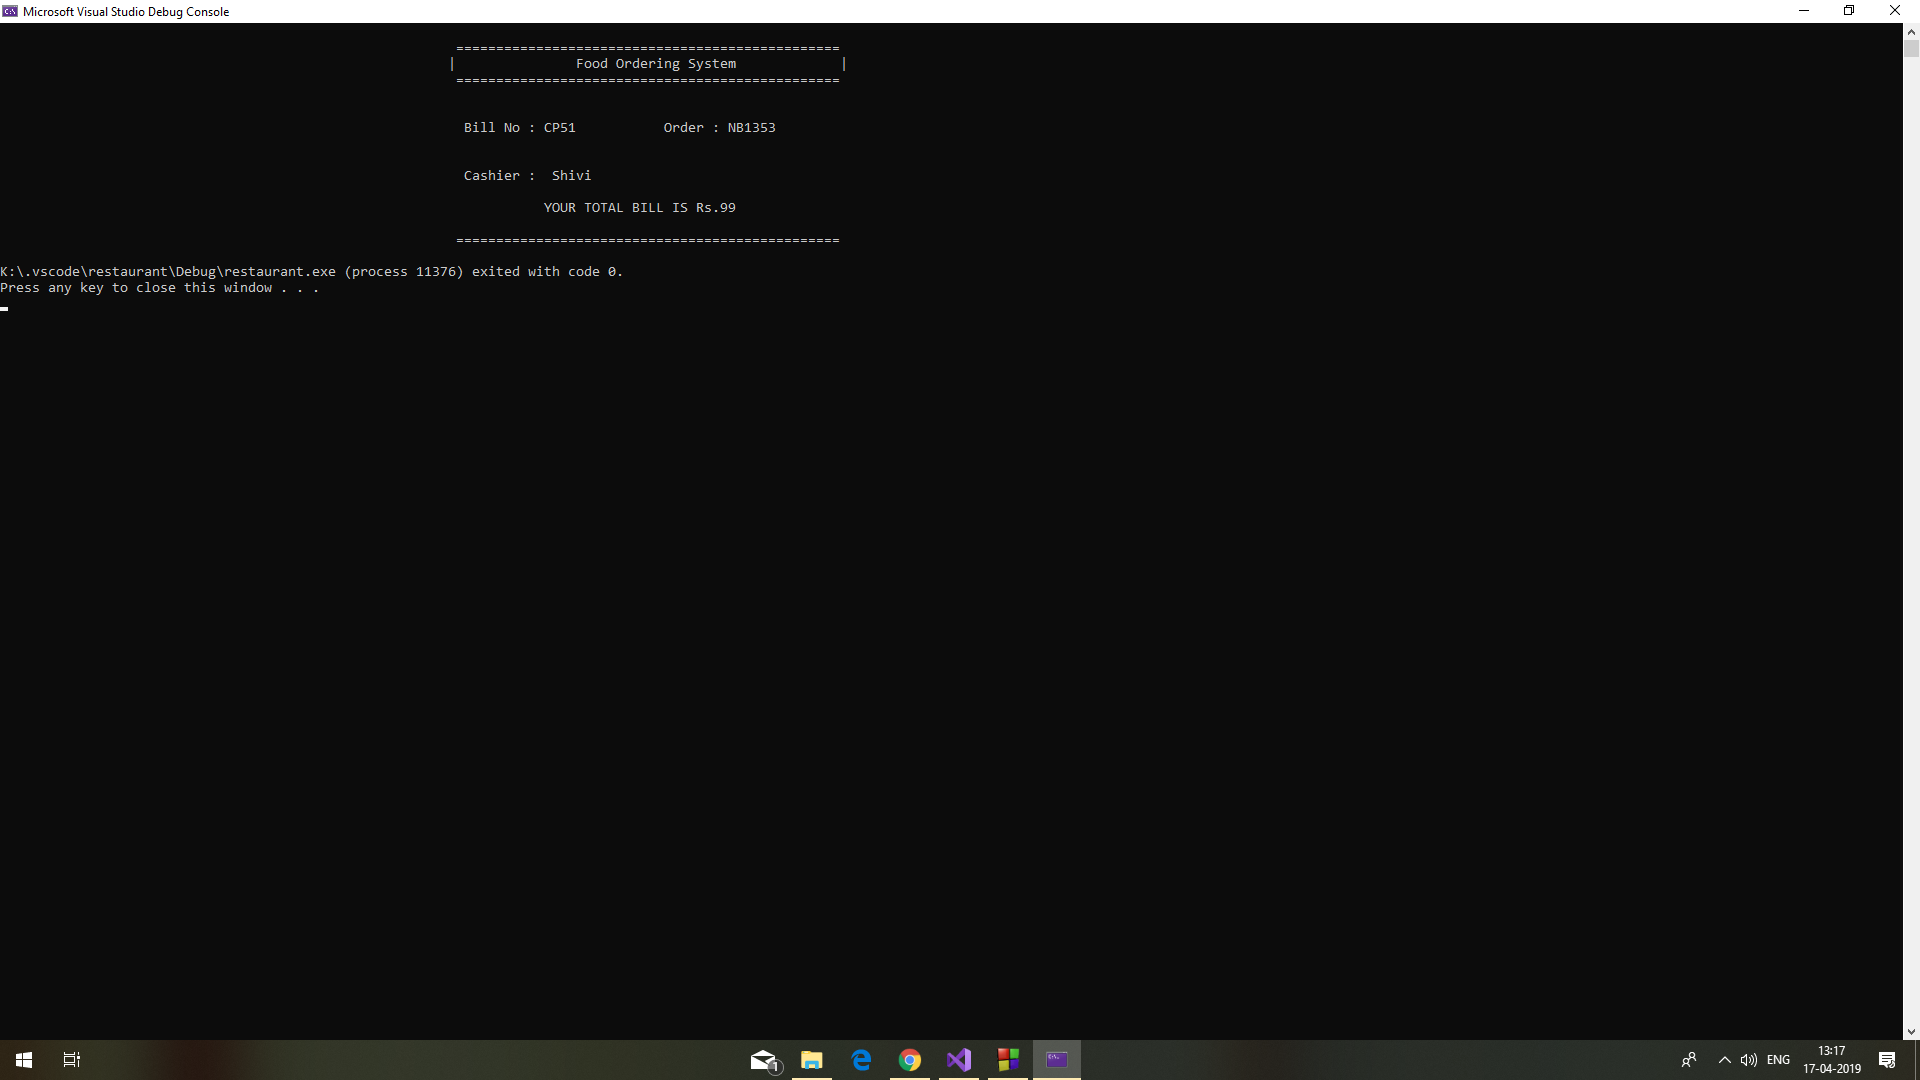 Microsoft Visual Studio Debug Console
================================================
| Food Ordering System |
================================================
Bill No : CP51 Order : NB1353
Cashier : Shivi
YOUR TOTAL BILL IS Rs.99
================================================
K:\.vscode\restaurant\Debug\restaurant.exe (process 11376) exited with code 0.
Press any key to close this window . . .
1
ENG
13:17
17-04-2019